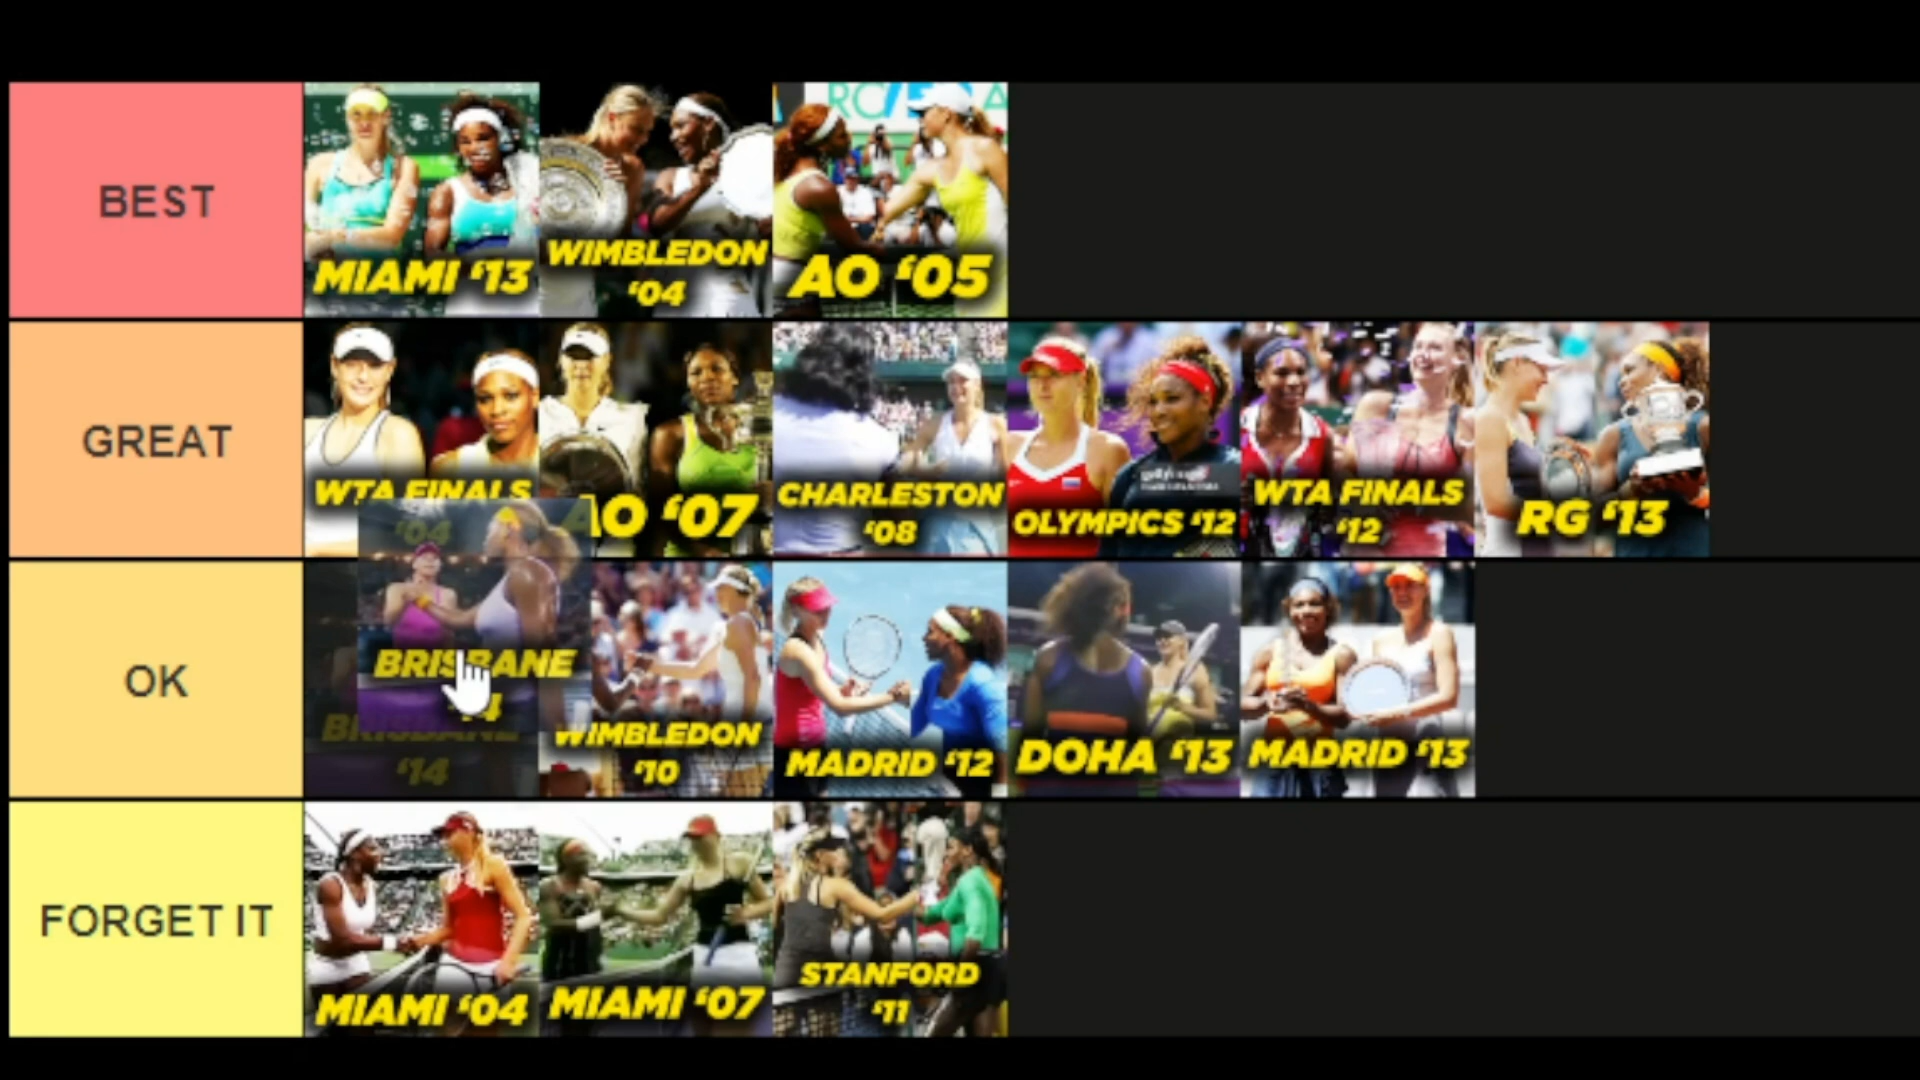 BEST
MIAMI ‘13
WIMBLEDON
‘04
AO ‘05
GREAT
WTA FINALS
‘04
AO ‘07
CHARLESTON
‘08
OLYMPICS ‘12
WTA FINALS
‘12
RG ‘13
OK
BRISBANE
‘14
BRISBANE
‘14
WIMBLEDON
‘10
MADRID ‘12
DOHA ‘13
MADRID ‘13
FORGET IT
MIAMI ‘04
MIAMI ‘07
STANFORD
‘11